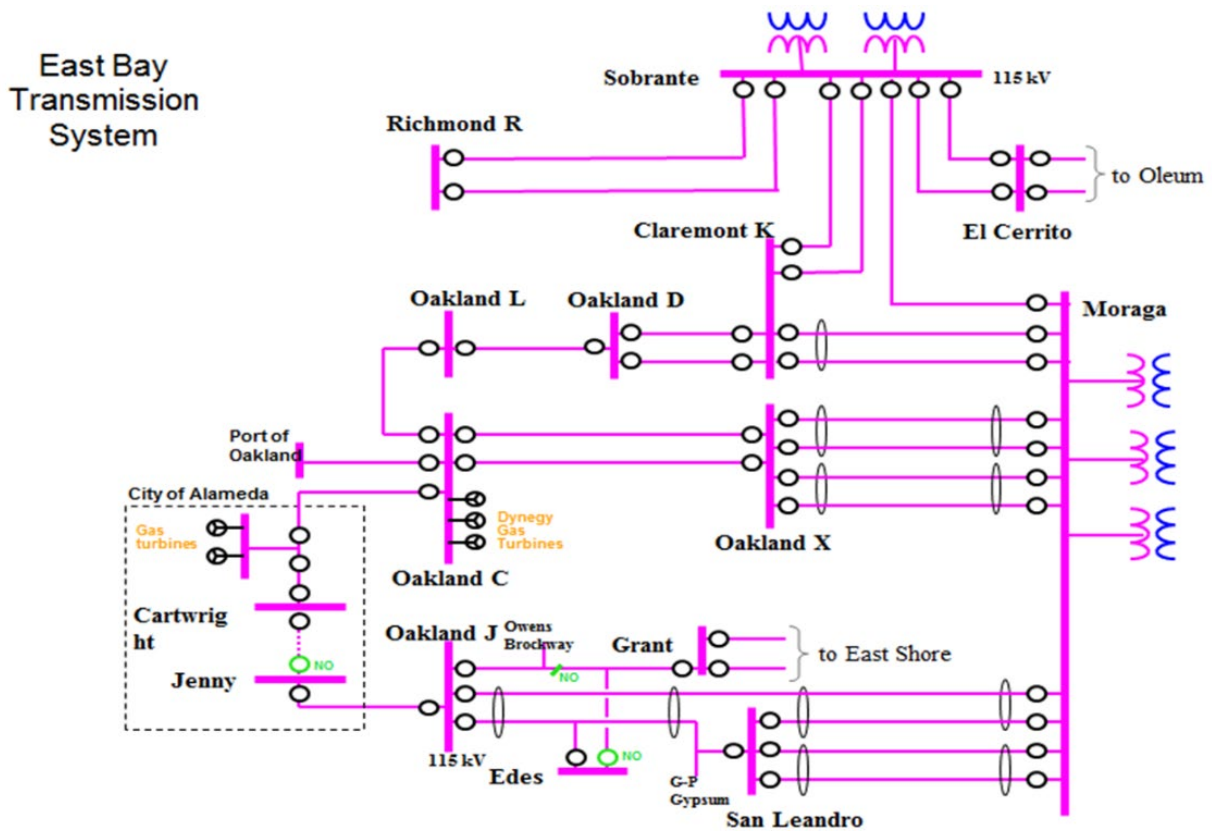 East Bay
Transmission
System
Sobrante
115 kV
Richmond R
to Oleum
Claremont K
El Cerrito
Oakland L
Oakland D
Moraga
Port of
Oakland
City of Alameda
Gas
turbines
Dynegy
Gas
Turbines
Oakland X
Oakland C
Cartwrig
ht
Oakland J
Owens
Brockway
Grant
to East Shore
NO
NO
Jenny
115 kV
Edes
NO
G-P
Gypsum
San Leandro